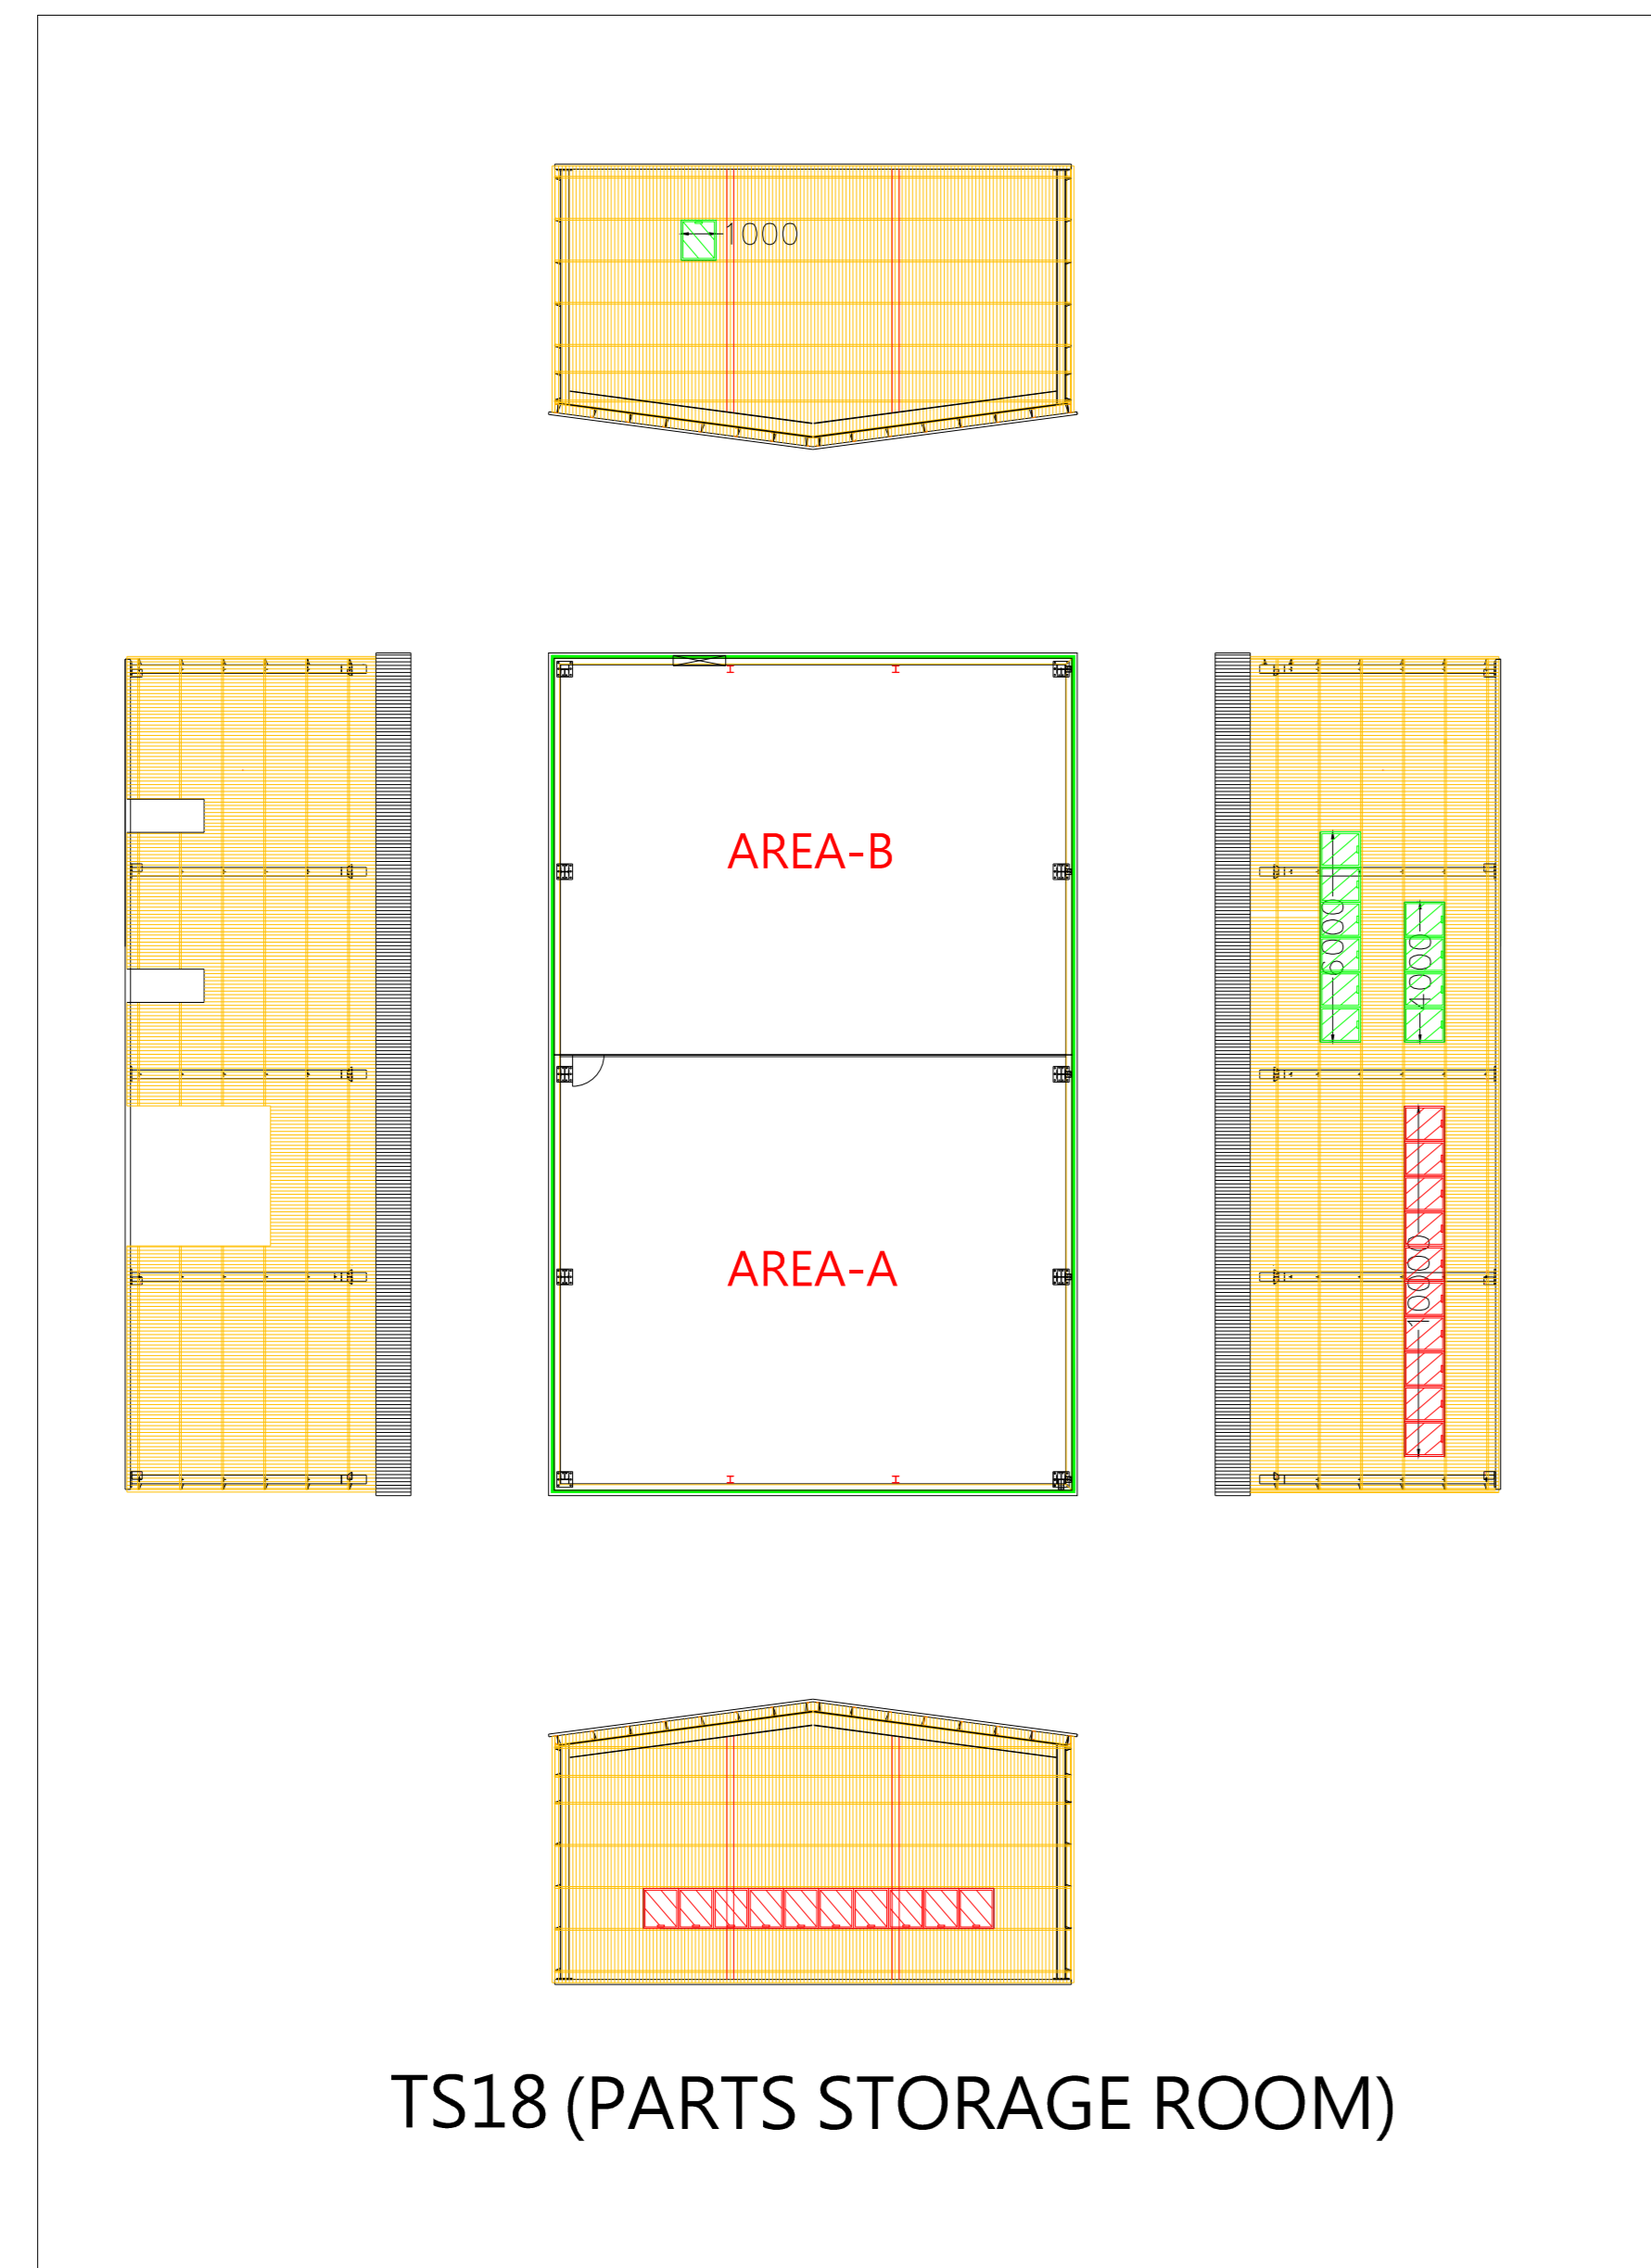 1000
AREA-B
6000
4000
AREA-A
10000
TS18 (PARTS STORAGE ROOM)